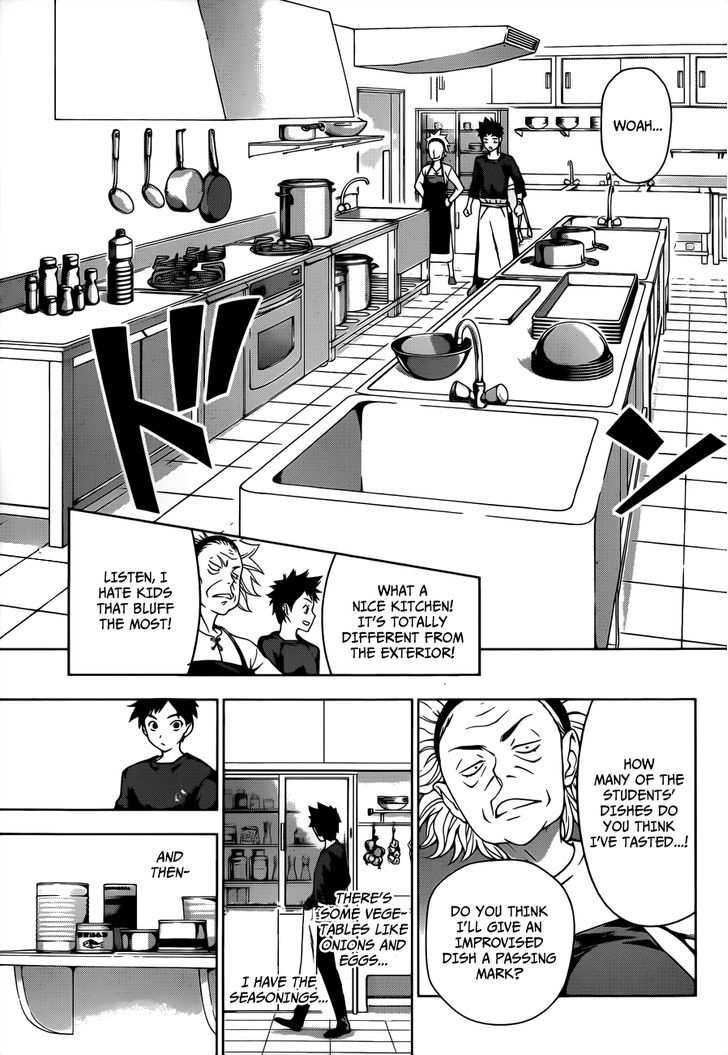 WOAH...
ドドン
WHAT A
NICE KITCHEN!
IT'S TOTALLY
DIFFERENT FROM
THE EXTERIOR!
LISTEN, I
HATE KIDS
THAT BLUFF
THE MOST!
HOW
MANY OF THE
STUDENTS'
DISHES DO
YOU THINK
I'VE TASTED...!
DO YOU THINK
I'LL GIVE AN
IMPROVISED
DISH A PASSING
MARK?
THERE'S
SOME VEGE-
TABLES LIKE
ONIONS AND
EGGS...
I HAVE THE
SEASONINGS...
AND
THEN-